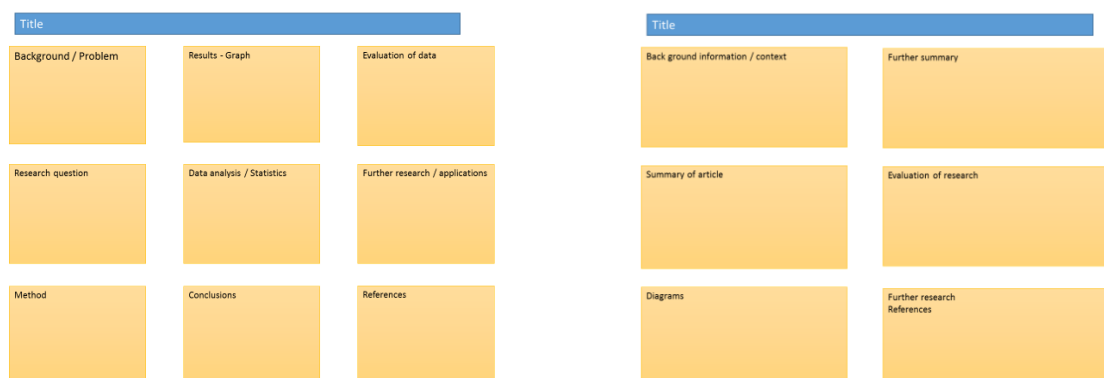 Title
Background / Problem
Results - Graph
Evaluation of data
Research question
Data analysis / Statistics
Further research / applications
Method
Conclusions
References
Title
Back ground information / context
Further summary
Summary of article
Evaluation of research
Diagrams
Further research
References